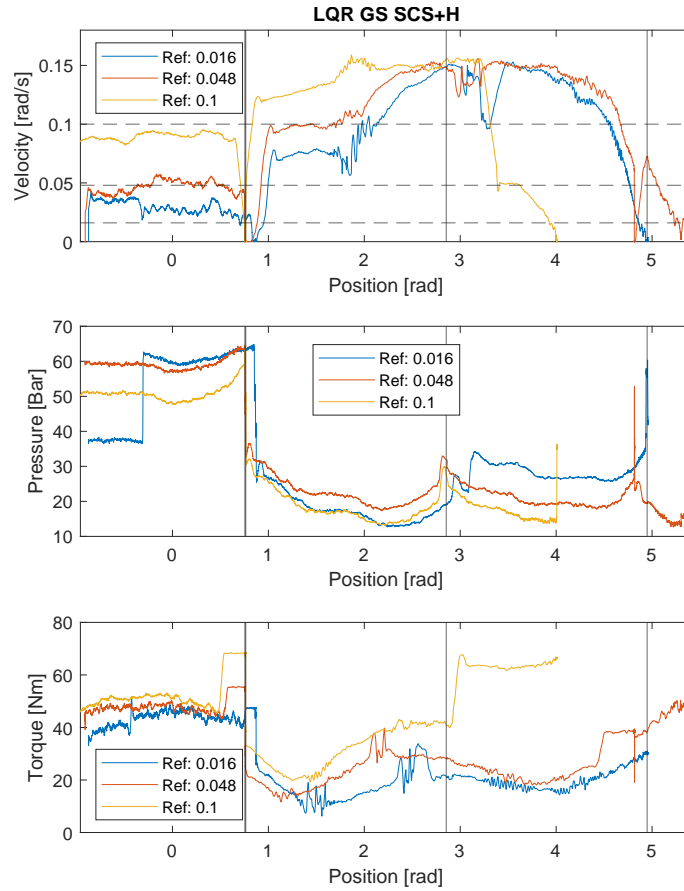 LQR GS SCS+H
0.15
0.1
0.05
0
Velocity [rad/s]
Ref: 0.016
Ref: 0.048
Ref: 0.1
0 1 2 3 4 5
Position [rad]
70
60
50
40
30
20
10
Pressure [Bar]
Ref: 0.016
Ref: 0.048
Ref: 0.1
0 1 2 3 4 5
Position [rad]
80
60
40
20
0
Torque [Nm]
Ref: 0.016
Ref: 0.048
Ref: 0.1
0 1 2 3 4 5
Position [rad]